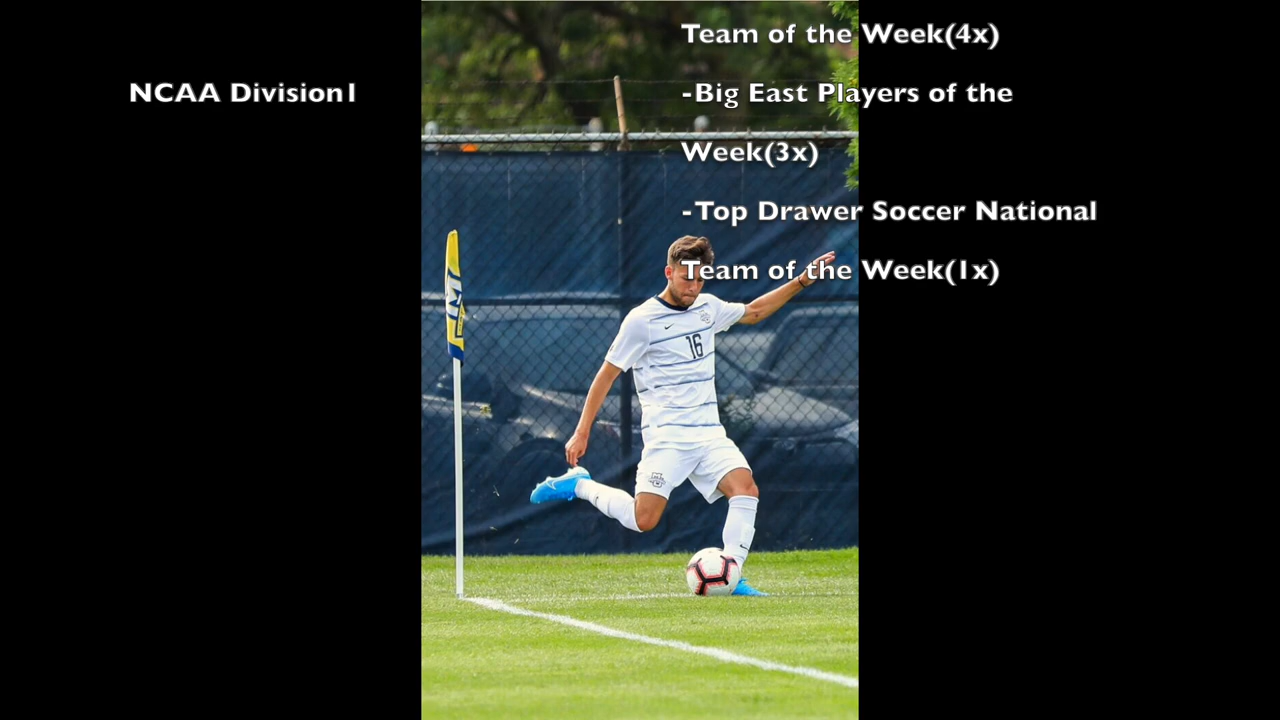 NCAA Division1
Team of the Week(4x)
-Big East Players of the
Week(3x)
-Top Drawer Soccer National
Team of the Week(1x)
16